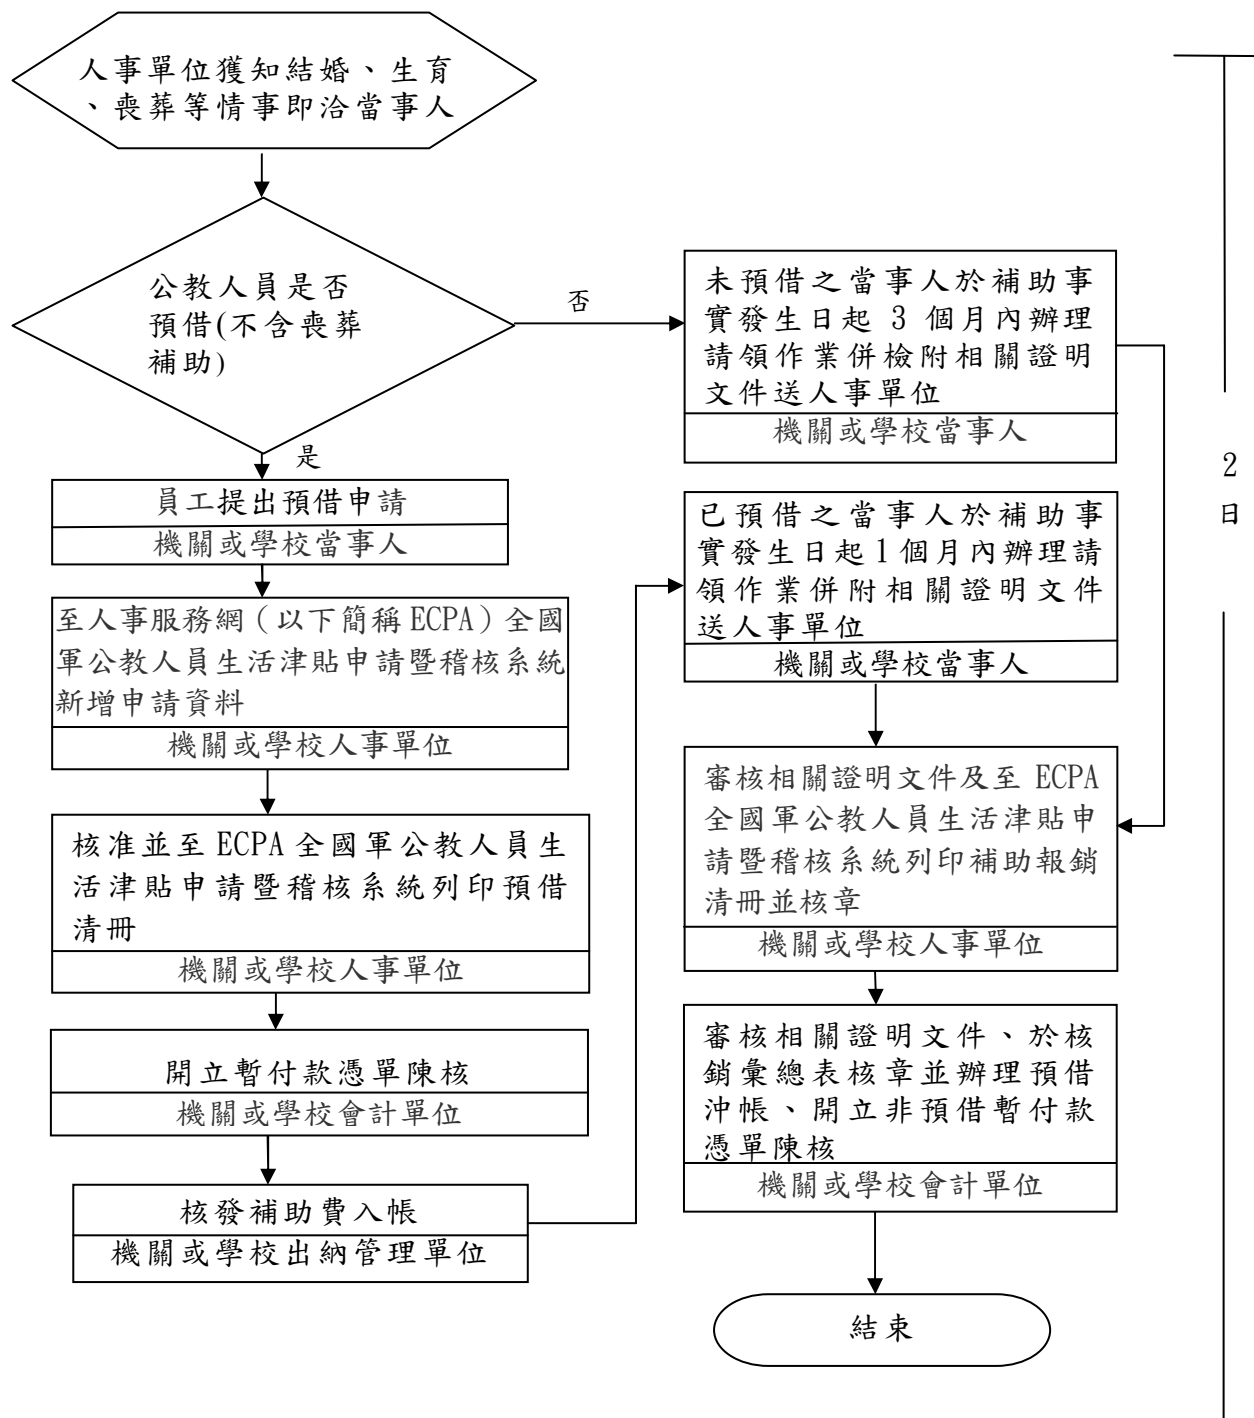 人事單位獲知結婚、生育
、喪葬等情事即洽當事人
公教人員是否
預借(不含喪葬
補助)
否
是
員工提出預借申請
機關或學校當事人
至人事服務網（以下簡稱ECPA）全國
軍公教人員生活津貼申請暨稽核系統
新增申請資料
機關或學校人事單位
核准並至ECPA全國軍公教人員生
活津貼申請暨稽核系統列印預借
清冊
機關或學校人事單位
開立暫付款憑單陳核
機關或學校會計單位
核發補助費入帳
機關或學校出納管理單位
未預借之當事人於補助事
實發生日起 3 個月內辦理
請領作業併檢附相關證明
文件送人事單位
機關或學校當事人
已預借之當事人於補助事
實發生日起1個月內辦理請
領作業併附相關證明文件
送人事單位
機關或學校當事人
審核相關證明文件及至 ECPA
全國軍公教人員生活津貼申
請暨稽核系統列印補助報銷
清冊並核章
機關或學校人事單位
審核相關證明文件、於核
銷彙總表核章並辦理預借
沖帳、開立非預借暫付款
憑單陳核
機關或學校會計單位
結束
2
日